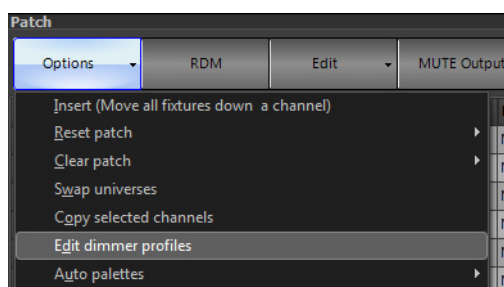 Patch
Options RDM Edit MUTE Output
Insert (Move all fixtures down a channel)
Reset patch
Clear patch
Swap universes
Copy selected channels
Edit dimmer profiles
Auto palettes